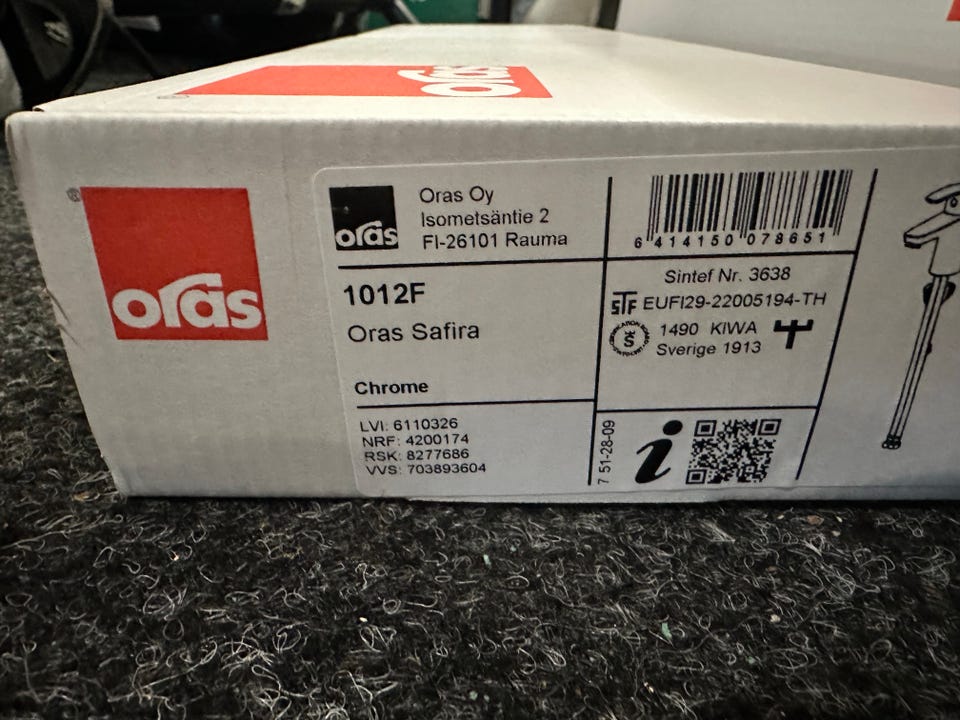 oras
®
oras
oras
Oras Oy
Isometsäntie 2
FI-26101 Rauma
6 414150 078651
1012F
Oras Safira
Chrome
Sintef Nr. 3638
STF EUFI29-22005194-TH
1490 KIWA
Sverige 1913
LVI: 6110326
NRF: 4200174
RSK: 8277686
VVS: 703893604
7 51-28-09
i